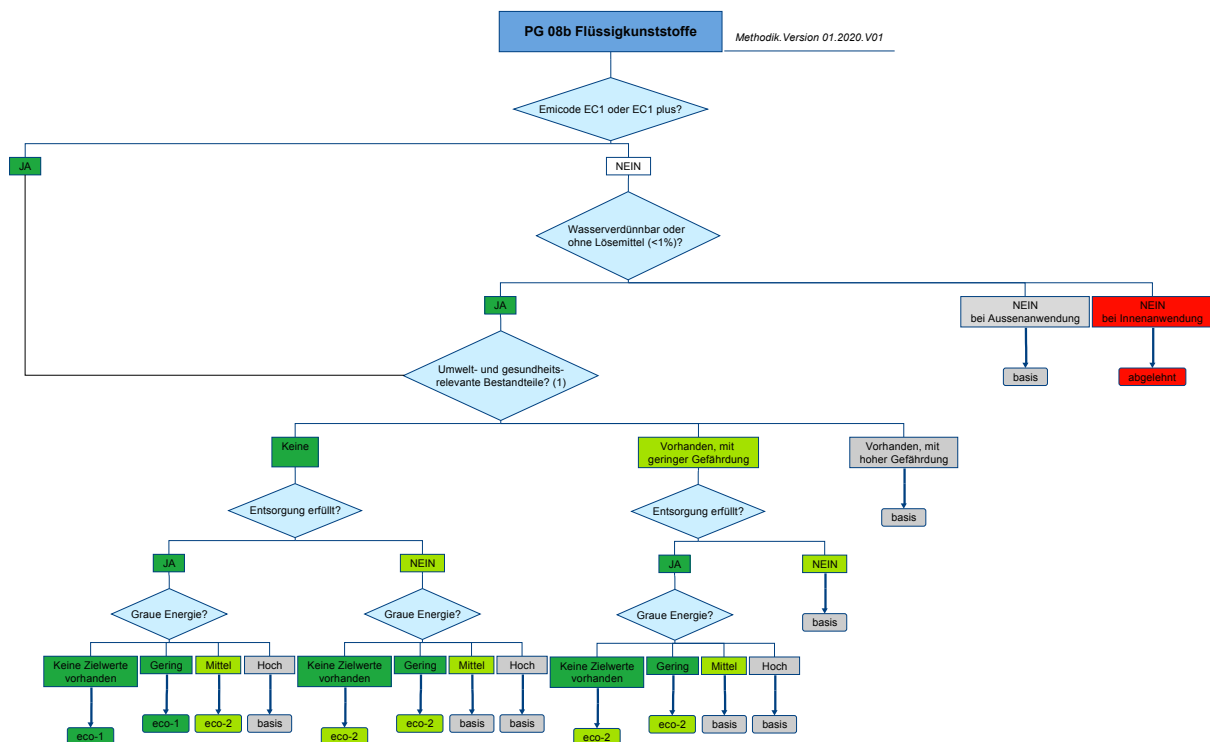 PG 08b Flüssigkunststoffe
Methodik.Version 01.2020.V01
Emicode EC1 oder EC1 plus?
JA
NEIN
Wasserverdünnbar oder
ohne Lösemittel (<1%)?
JA
NEIN
bei Aussenanwendung
NEIN
bei Innenanwendung
Umwelt- und gesundheits-
relevante Bestandteile? (1)
basis
abgelehnt
Keine
Vorhanden, mit
geringer Gefährdung
Vorhanden, mit
hoher Gefährdung
Entsorgung erfüllt?
Entsorgung erfüllt?
basis
JA
NEIN
JA
NEIN
Graue Energie?
Graue Energie?
Graue Energie?
basis
Keine Zielwerte
vorhanden
Gering
Mittel
Hoch
Keine Zielwerte
vorhanden
Gering
Mittel
Hoch
Keine Zielwerte
vorhanden
Gering
Mittel
Hoch
eco-1
eco-1
eco-2
basis
eco-2
eco-2
basis
basis
eco-2
eco-2
basis
basis